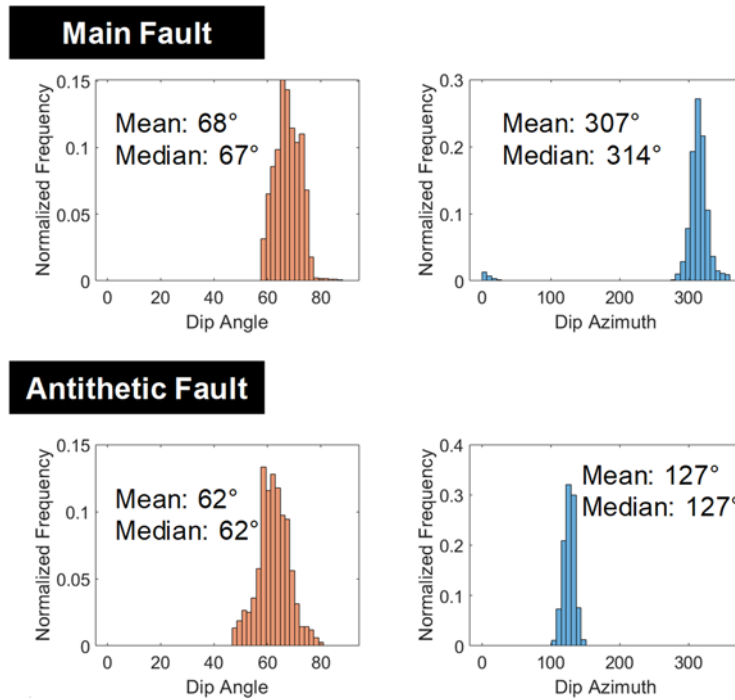 Main Fault
0.15
0.1
0.05
0
Normalized Frequency
Mean: 68°
Median: 67°
0 20 40 60 80
Dip Angle
0.3
0.2
0.1
0
Normalized Frequency
Mean: 307°
Median: 314°
0 100 200 300
Dip Azimuth
Antithetic Fault
0.15
0.1
0.05
0
Normalized Frequency
Mean: 62°
Median: 62°
0 20 40 60 80
Dip Angle
0.4
0.3
0.2
0.1
0
Normalized Frequency
Mean: 127°
Median: 127°
0 100 200 300
Dip Azimuth